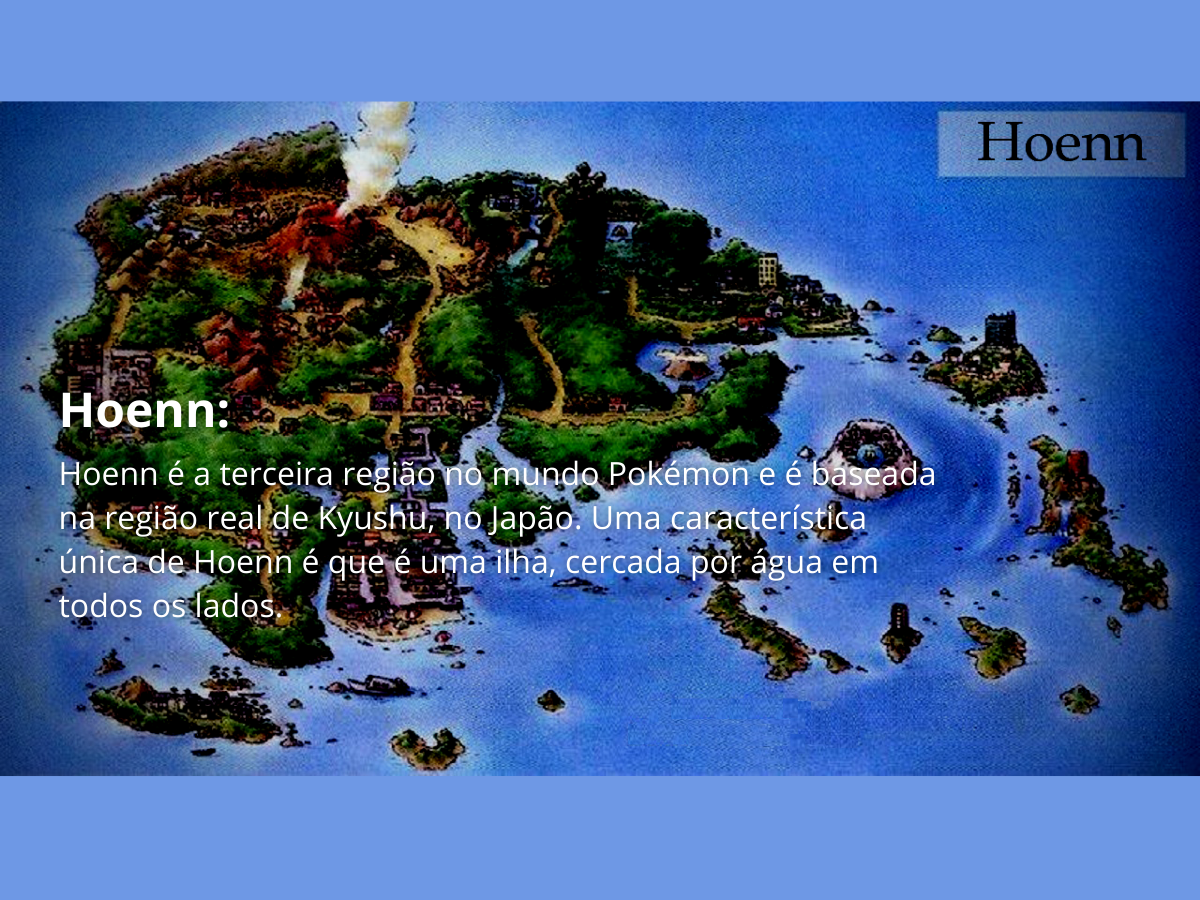 Hoenn
Hoenn:
Hoenn é a terceira região no mundo Pokémon e é baseada
na região real de Kyushu, no Japão. Uma característica
única de Hoenn é que é uma ilha, cercada por água em
todos os lados.